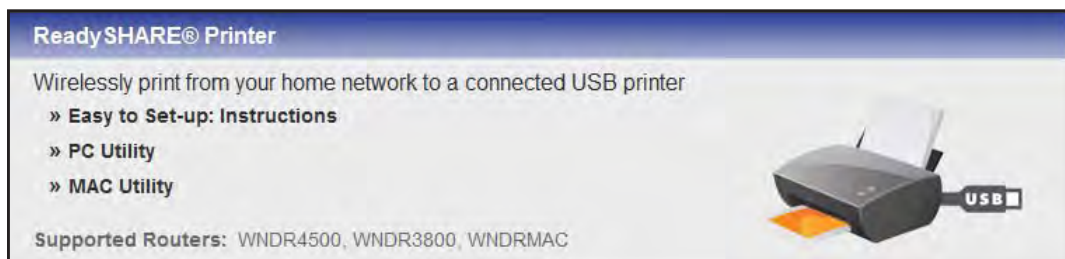 ReadySHARE® Printer
Wirelessly print from your home network to a connected USB printer
» Easy to Set-up: Instructions
» PC Utility
» MAC Utility
USB
Supported Routers: WNDR4500, WNDR3800, WNDRMAC